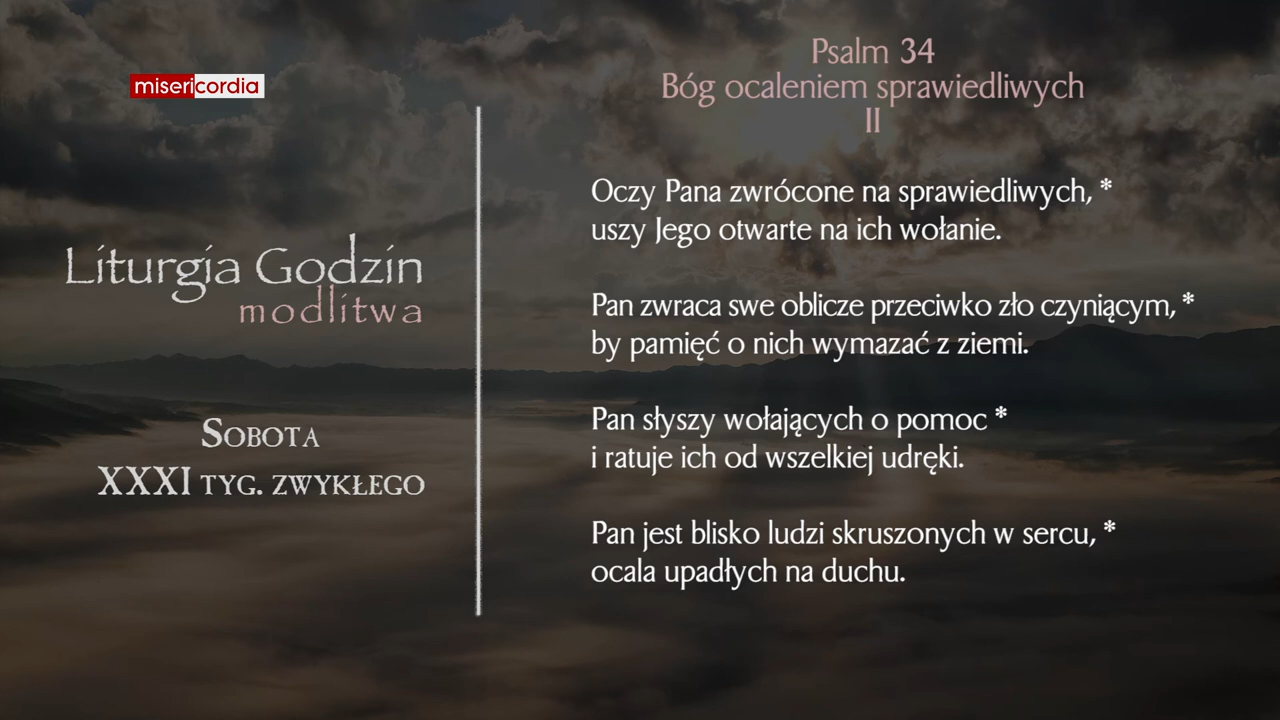 misericordia
Liturgia Godzin
modlitwa
Sobota
XXXI tyg. zwykłego
Psalm 34
Bóg ocaleniem sprawiedliwych
II
Oczy Pana zwrócone na sprawiedliwych, *
uszy Jego otwarte na ich wołanie.
Pan zwraca swe oblicze przeciwko zło czyniącym, *
by pamięć o nich wymazać z ziemi.
Pan słyszy wołających o pomoc *
i ratuje ich od wszelkiej udręki.
Pan jest blisko ludzi skruszonych w sercu, *
ocala upadłych na duchu.